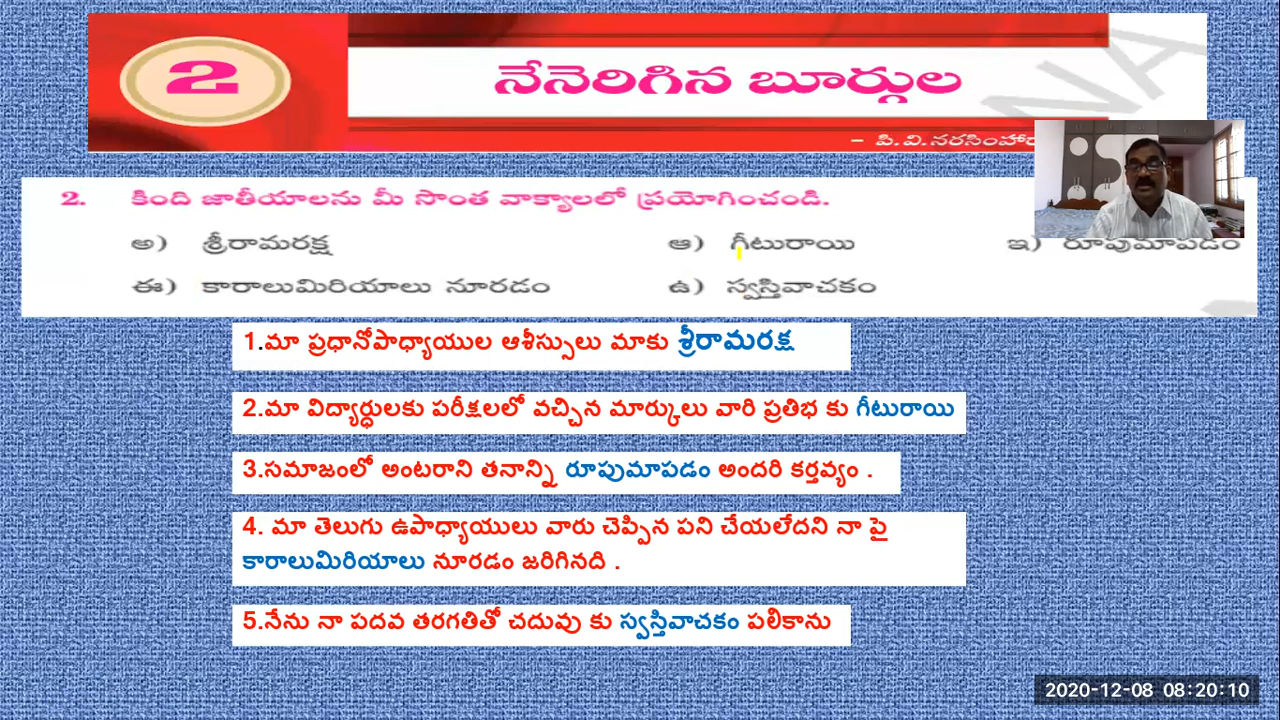 2
నేనెరిగిన బూర్గుల
– పి.వి.నరసింహారా
2. కింది జాతీయాలను మీ సొంత వాక్యాలలో ప్రయోగించండి.
అ) శ్రీరామరక్ష ఆ) గీటురాయి ఇ) రూపుమాపడం
ఈ) కారాలుమిరియాలు నూరడం ఉ) స్వస్తివాచకం
1.మా ప్రధానోపాధ్యాయుల ఆశీస్సులు మాకు శ్రీరామరక్ష
2.మా విద్యార్థులకు పరీక్షలలో వచ్చిన మార్కులు వారి ప్రతిభ కు గీటురాయి
3.సమాజంలో అంటరాని తనాన్ని రూపుమాపడం అందరి కర్తవ్యం .
4. మా తెలుగు ఉపాధ్యాయులు వారు చెప్పిన పని చేయలేదని నా పై
కారాలుమిరియాలు నూరడం జరిగినది .
5.నేను నా పదవ తరగతితో చదువు కు స్వస్తివాచకం పలికాను
2020-12-08 08:20:10